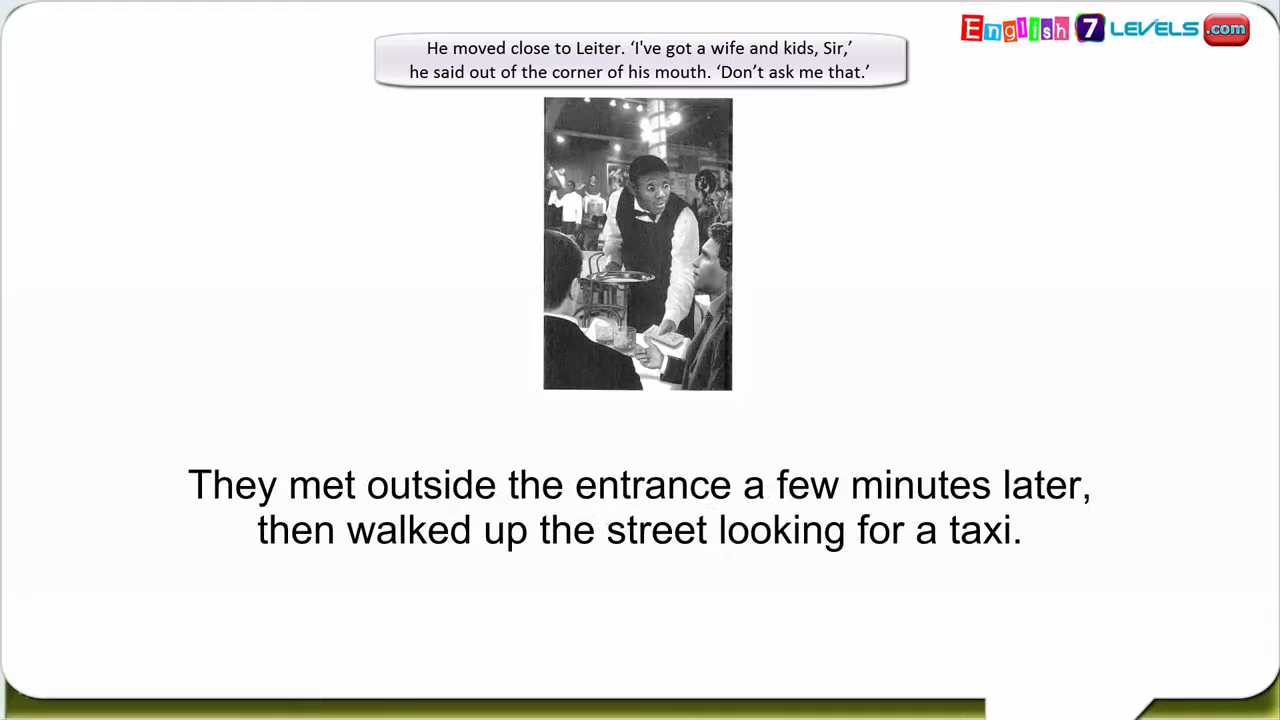 English 7 LEVELS .com
He moved close to Leiter. ‘I've got a wife and kids, Sir,’
he said out of the corner of his mouth. ‘Don’t ask me that.’
They met outside the entrance a few minutes later,
then walked up the street looking for a taxi.